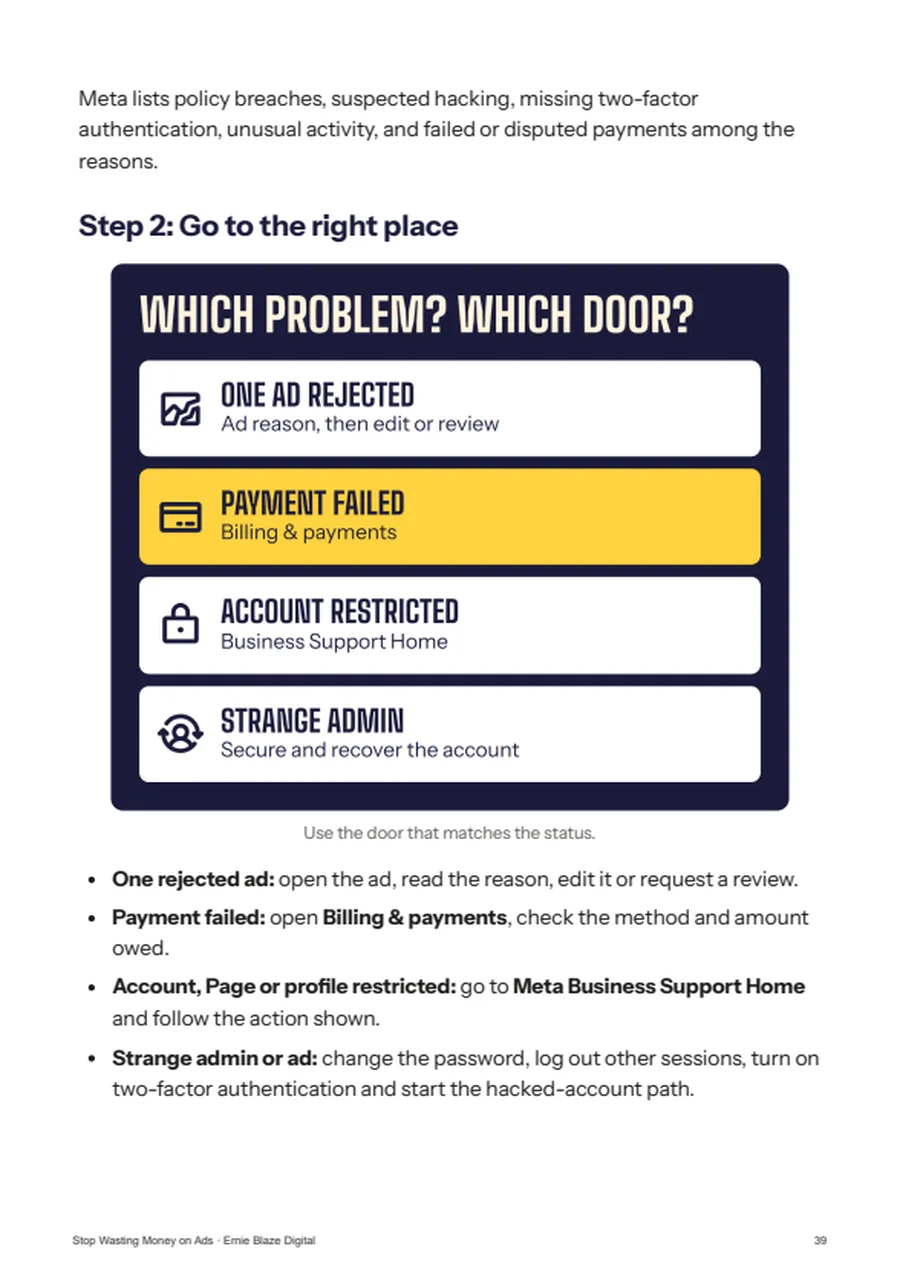 Meta lists policy breaches, suspected hacking, missing two-factor
authentication, unusual activity, and failed or disputed payments among the
reasons.
Step 2: Go to the right place
WHICH PROBLEM? WHICH DOOR?
ONE AD REJECTED
Ad reason, then edit or review
PAYMENT FAILED
Billing & payments
ACCOUNT RESTRICTED
Business Support Home
STRANGE ADMIN
Secure and recover the account
Use the door that matches the status.
• One rejected ad: open the ad, read the reason, edit it or request a review.
• Payment failed: open Billing & payments, check the method and amount
owed.
• Account, Page or profile restricted: go to Meta Business Support Home
and follow the action shown.
• Strange admin or ad: change the password, log out other sessions, turn on
two-factor authentication and start the hacked-account path.
Stop Wasting Money on Ads · Ernie Blaze Digital
39